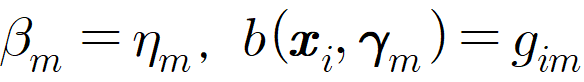 βₘ = ηₘ, b(𝒙ᵢ, 𝜸ₘ) = gᵢₘ